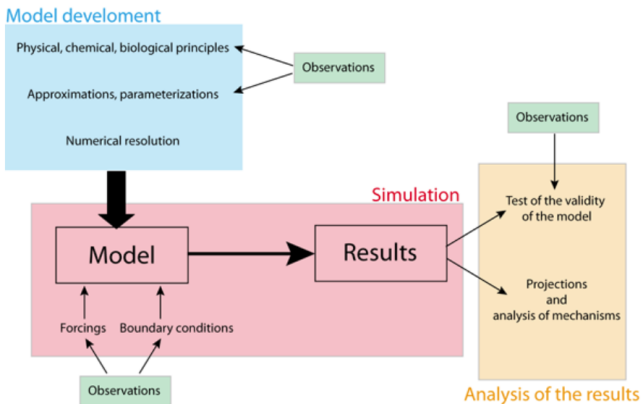 Model develoment
Physical, chemical, biological principles
Observations
Approximations, parameterizations
Numerical resolution
Observations
Simulation
Test of the validity
of the model
Model
Results
Projections
and
analysis of mechanisms
Forcings
Boundary conditions
Observations
Analysis of the results